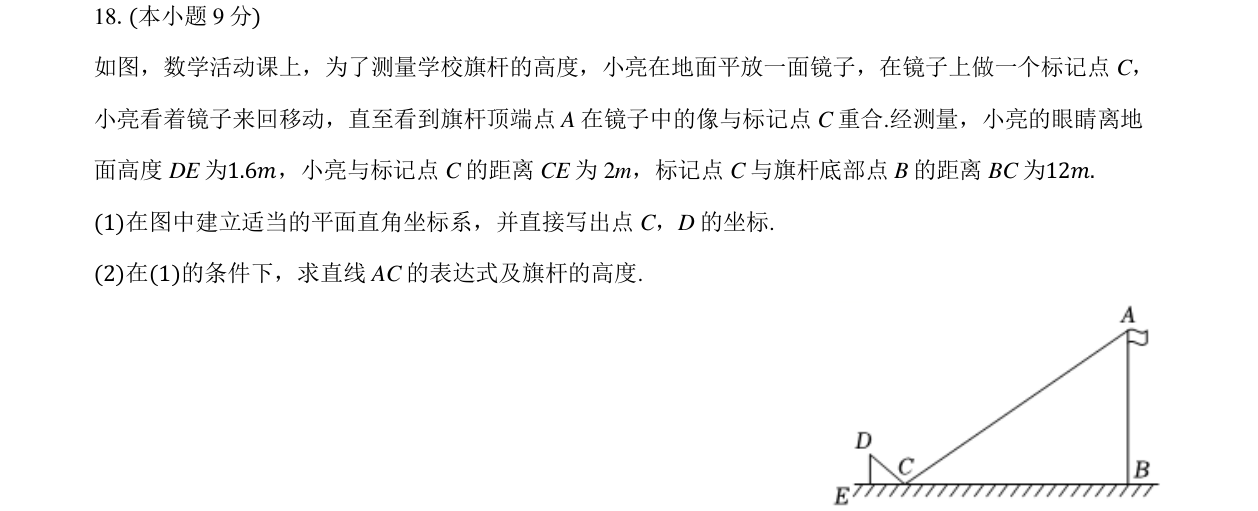 18. (本小题 9 分)
如图，数学活动课上，为了测量学校旗杆的高度，小亮在地面平放一面镜子，在镜子上做一个标记点 C，
小亮看着镜子来回移动，直至看到旗杆顶端点 A 在镜子中的像与标记点 C 重合.经测量，小亮的眼睛离地
面高度 DE 为1.6m，小亮与标记点 C 的距离 CE 为 2m，标记点 C 与旗杆底部点 B 的距离 BC 为12m.
(1)在图中建立适当的平面直角坐标系，并直接写出点 C，D 的坐标.
(2)在(1)的条件下，求直线 AC 的表达式及旗杆的高度.
A
D
C
B
E